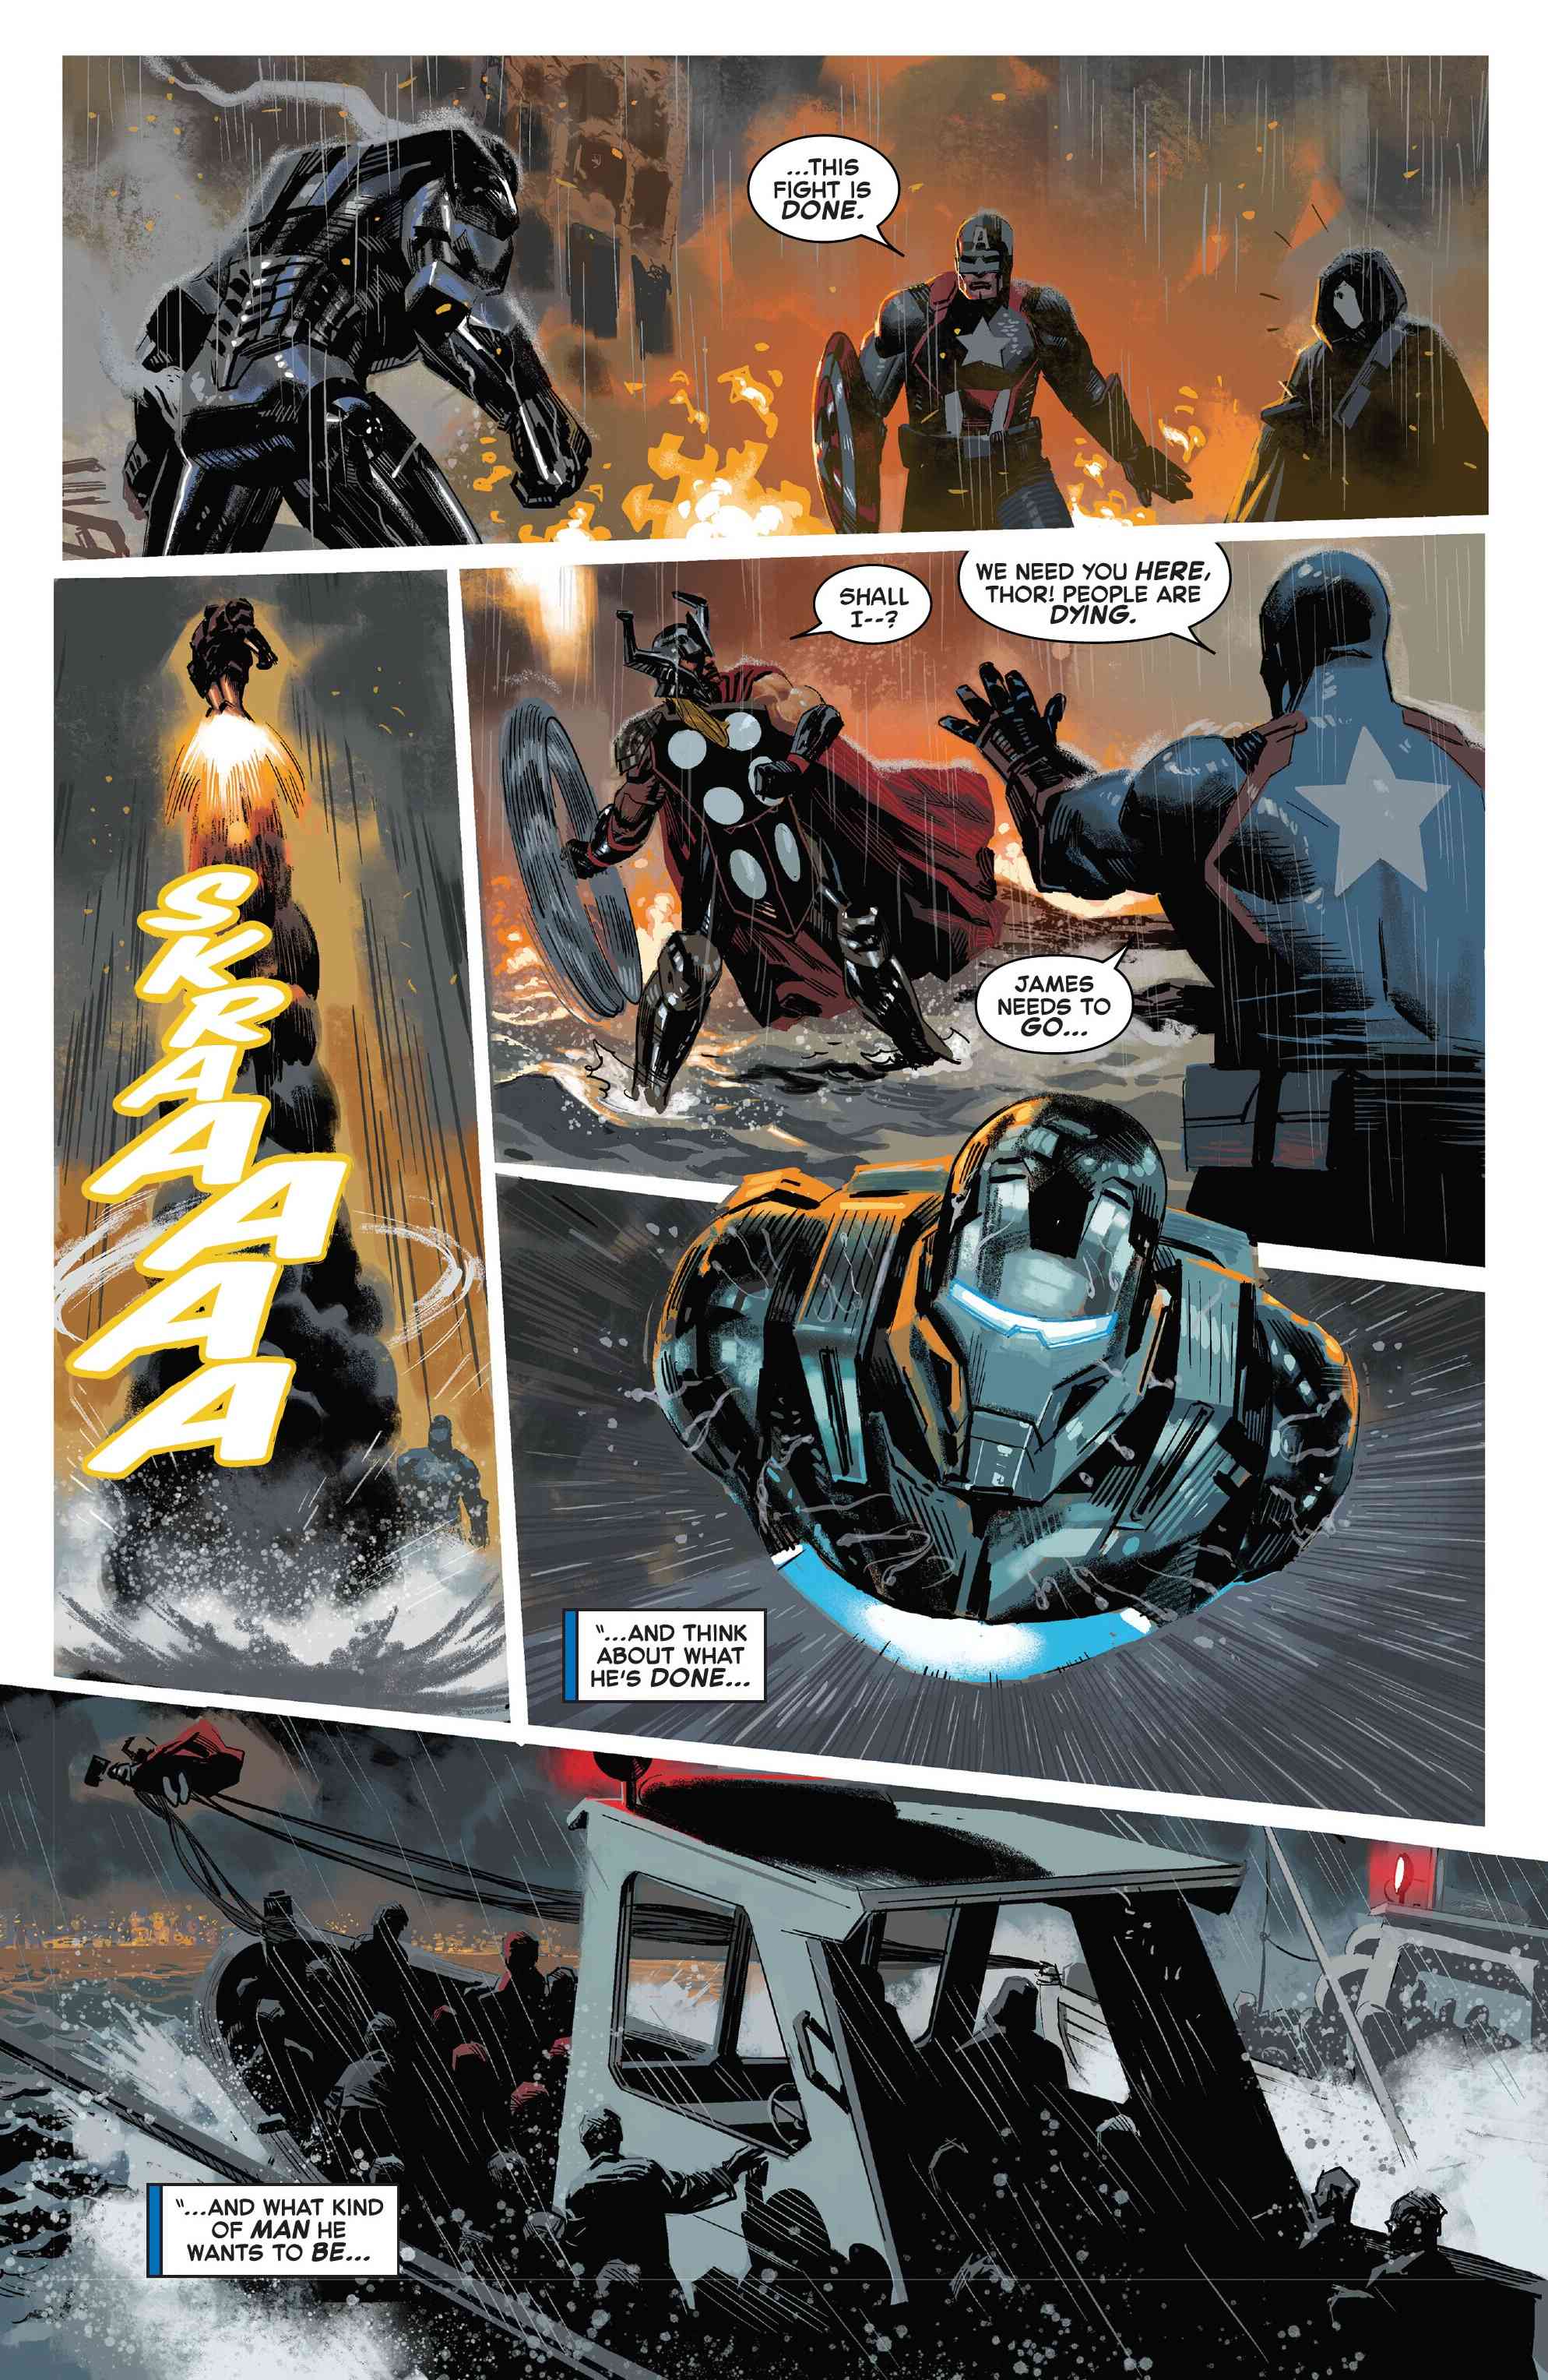 ...THIS
FIGHT IS
DONE.
SKRAAAAAA
SHALL
I--?
WE NEED YOU HERE,
THOR! PEOPLE ARE
DYING.
JAMES
NEEDS TO
GO...
"...AND THINK
ABOUT WHAT
HE'S DONE...
"...AND WHAT KIND
OF MAN HE
WANTS TO BE...